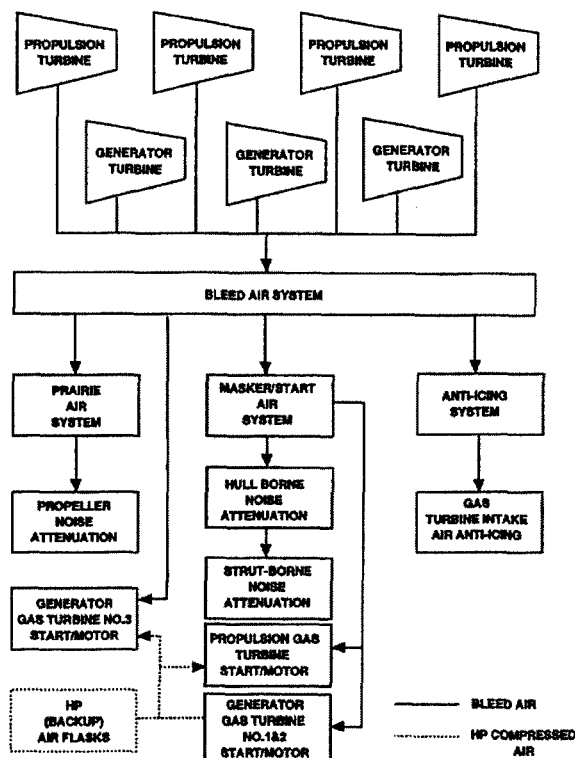 PROPULSION
TURBINE
PROPULSION
TURBINE
PROPULSION
TURBINE
PROPULSION
TURBINE
GENERATOR
TURBINE
GENERATOR
TURBINE
GENERATOR
TURBINE
BLEED AIR SYSTEM
PRAIRIE
AIR
SYSTEM
MASKER/START
AIR
SYSTEM
ANTI-ICING
SYSTEM
PROPELLER
NOISE
ATTENUATION
HULL BORNE
NOISE
ATTENUATION
GAS
TURBINE INTAKE
AIR ANTI-ICING
STRUT-BORNE
NOISE
ATTENUATION
GENERATOR
GAS TURBINE NO.3
START/MOTOR
PROPULSION GAS
TURBINE
START/MOTOR
HP
(BACKUP)
AIR FLASKS
GENERATOR
GAS TURBINE
NO.1&2
START/MOTOR
BLEED AIR
HP COMPRESSED
AIR